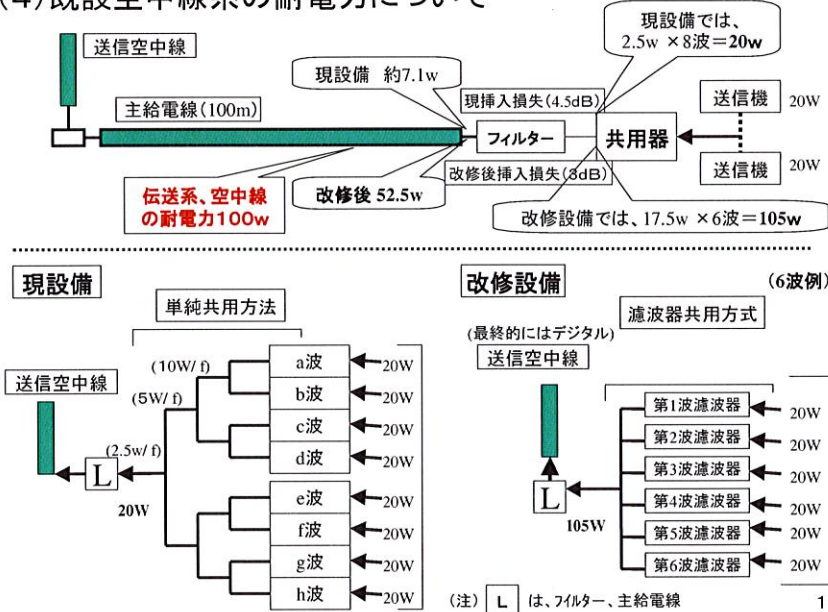 (4)既設空中線系の耐電力について
送信空中線
現設備では、
2.5w ×8波=20w
現設備 約7.1w
主給電線(100m)
現挿入損失(4.5dB)
送信機 20W
フィルター
共用器
伝送系、空中線
の耐電力100w
改修後 52.5w
改修後挿入損失(3dB)
送信機 20W
改修設備では、17.5w ×6波=105w
現設備
単純共用方法
送信空中線
(10W/ f)
(5W/ f)
(2.5w/ f)
L
20W
a波 20W
b波 20W
c波 20W
d波 20W
e波 20W
f波 20W
g波 20W
h波 20W
改修設備
(6波例)
濾波器共用方式
(最終的にはデジタル)
送信空中線
L
105W
第1波濾波器 20W
第2波濾波器 20W
第3波濾波器 20W
第4波濾波器 20W
第5波濾波器 20W
第6波濾波器 20W
(注) L は、フィルター、主給電線
1